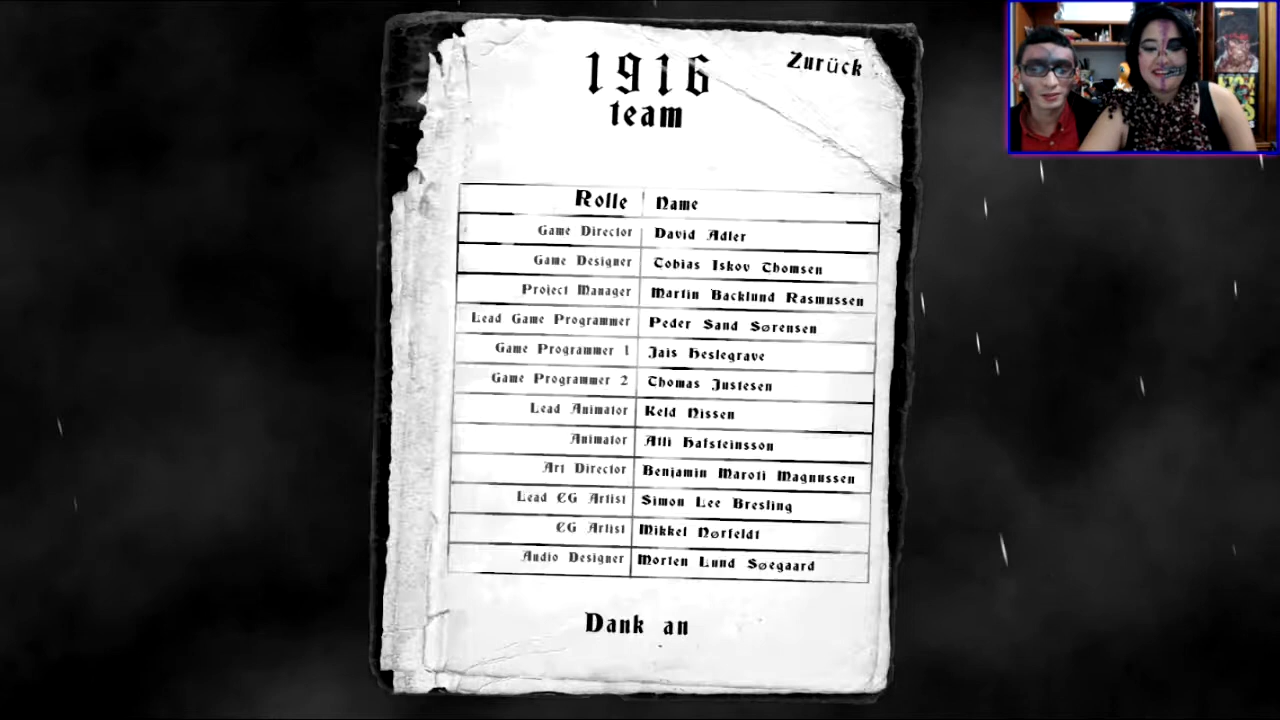 1916
team
Zurück
Rolle Name
Game Director David Adler
Game Designer Tobias Iskov Thomsen
Project Manager Martin Backlund Rasmussen
Lead Game Programmer Peder Sand Sørensen
Game Programmer 1 Jais Heslegrave
Game Programmer 2 Thomas Justesen
Lead Animator Keld Nissen
Animator Atli Hafsteinsson
Art Director Benjamin Maroti Magnussen
Lead CG Artist Simon Lee Bresling
CG Artist Mikkel Nørfeldt
Audio Designer Morten Lund Søegaard
Dank an